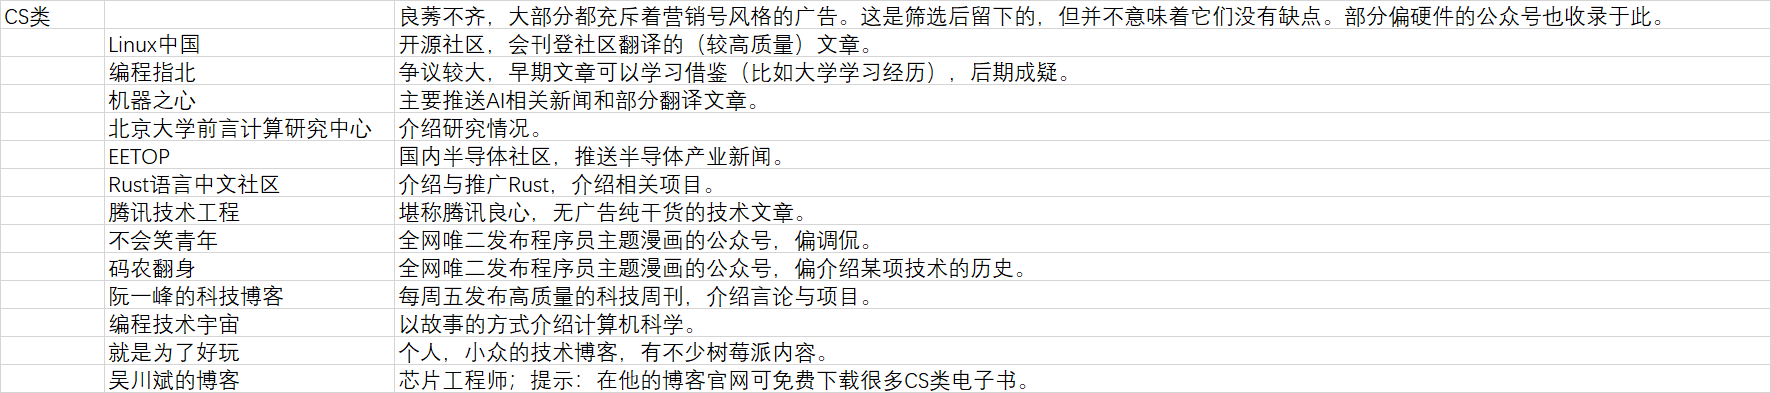 CS类 良莠不齐，大部分都充斥着营销号风格的广告。这是筛选后留下的，但并不意味着它们没有缺点。部分偏硬件的公众号也收录于此。
Linux中国 开源社区，会刊登社区翻译的（较高质量）文章。
编程指北 争议较大，早期文章可以学习借鉴（比如大学学习经历），后期成疑。
机器之心 主要推送AI相关新闻和部分翻译文章。
北京大学前言计算研究中心 介绍研究情况。
EETOP 国内半导体社区，推送半导体产业新闻。
Rust语言中文社区 介绍与推广Rust，介绍相关项目。
腾讯技术工程 堪称腾讯良心，无广告纯干货的技术文章。
不会笑青年 全网唯二发布程序员主题漫画的公众号，偏调侃。
码农翻身 全网唯二发布程序员主题漫画的公众号，偏介绍某项技术的历史。
阮一峰的科技博客 每周五发布高质量的科技周刊，介绍言论与项目。
编程技术宇宙 以故事的方式介绍计算机科学。
就是为了好玩 个人，小众的技术博客，有不少树莓派内容。
吴川斌的博客 芯片工程师；提示：在他的博客官网可免费下载很多CS类电子书。